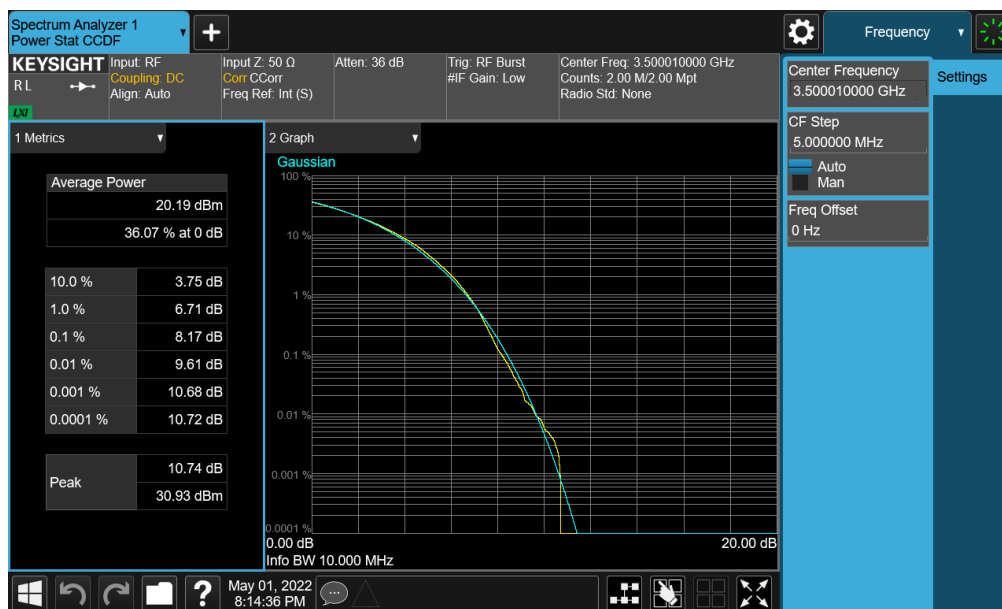 Spectrum Analyzer 1
Power Stat CCDF
Frequency
KEYSIGHT
R L
LXI
Input: RF
Coupling: DC
Align: Auto
Input Z: 50 Ω
Corr CCorr
Freq Ref: Int (S)
Atten: 36 dB
Trig: RF Burst
#IF Gain: Low
Center Freq: 3.500010000 GHz
Counts: 2.00 M/2.00 Mpt
Radio Std: None
Center Frequency
3.500010000 GHz
Settings
CF Step
5.000000 MHz
Auto
Man
Freq Offset
0 Hz
1 Metrics
Average Power
20.19 dBm
36.07 % at 0 dB
10.0 % 3.75 dB
1.0 % 6.71 dB
0.1 % 8.17 dB
0.01 % 9.61 dB
0.001 % 10.68 dB
0.0001 % 10.72 dB
Peak
10.74 dB
30.93 dBm
2 Graph
Gaussian
100 %
10 %
1 %
0.1 %
0.01 %
0.001 %
0.0001 %
0.00 dB 20.00 dB
Info BW 10.000 MHz
?
May 01, 2022
8:14:36 PM